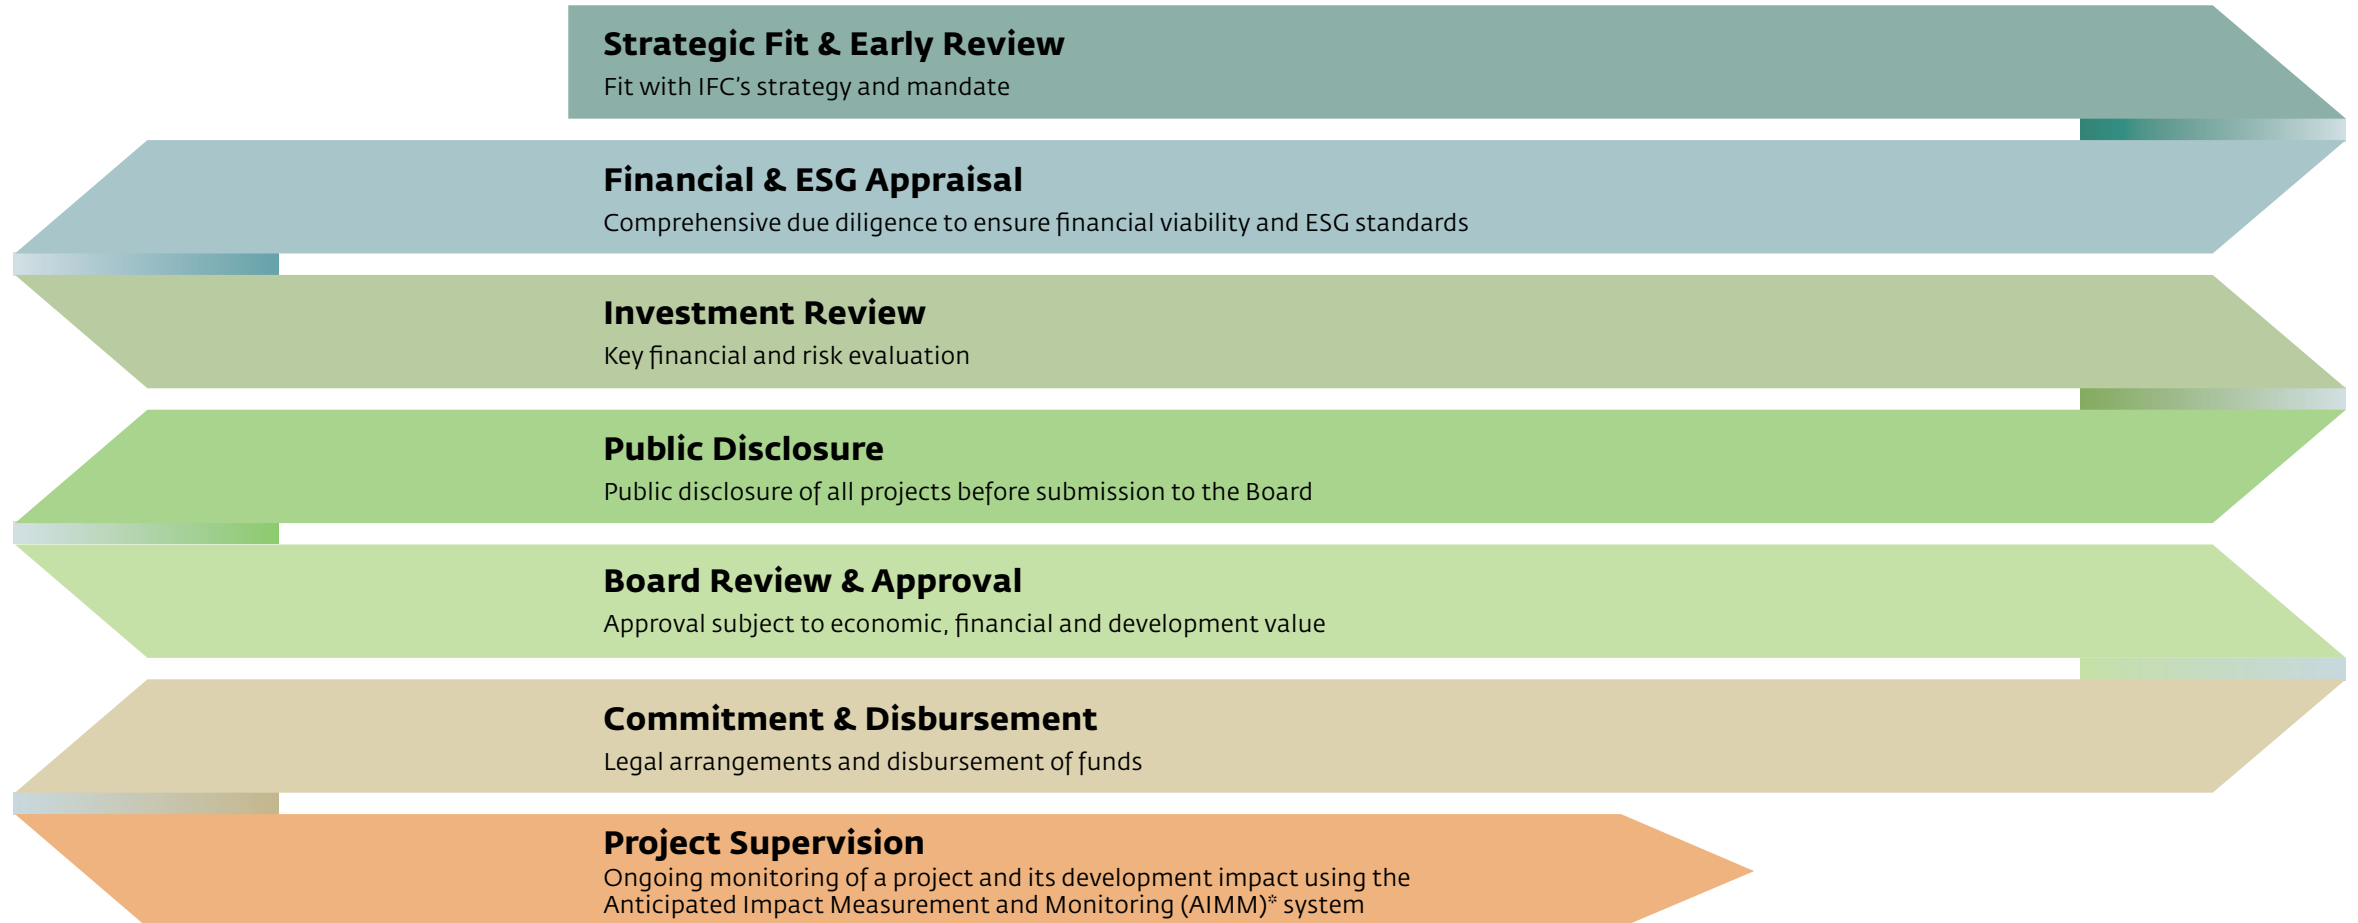 Strategic Fit & Early Review
Fit with IFC’s strategy and mandate
Financial & ESG Appraisal
Comprehensive due diligence to ensure financial viability and ESG standards
Investment Review
Key financial and risk evaluation
Public Disclosure
Public disclosure of all projects before submission to the Board
Board Review & Approval
Approval subject to economic, financial and development value
Commitment & Disbursement
Legal arrangements and disbursement of funds
Project Supervision
Ongoing monitoring of a project and its development impact using the
Anticipated Impact Measurement and Monitoring (AIMM)* system